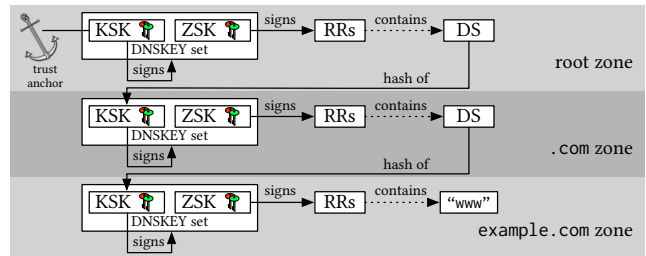 KSK ZSK signs RRs contains DS
DNSKEY set
trust
anchor
signs
hash of
root zone
KSK ZSK signs RRs contains DS
DNSKEY set
signs
hash of
.com zone
KSK ZSK signs RRs contains “www”
DNSKEY set
signs
example.com zone